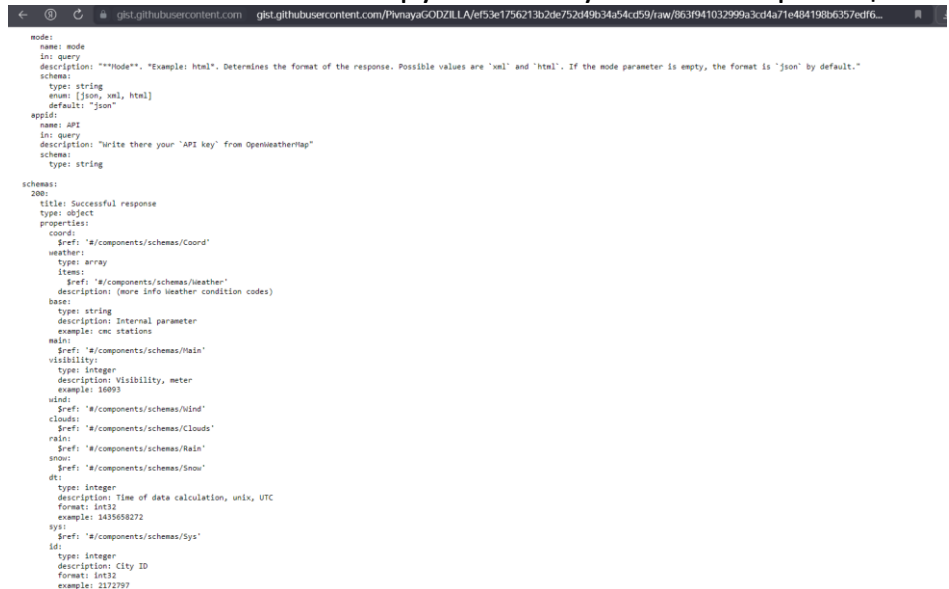 gist.githubusercontent.com gist.githubusercontent.com/PivnayaGODZILLA/ef53e1756213b2de752d49b34a54cd59/raw/863f941032999a3cd4a71e484198b6357edf6...
mode:
name: mode
in: query
description: "**Mode**. *Example: html*. Determines the format of the response. Possible values are `xml` and `html`. If the mode parameter is empty, the format is `json` by default."
schema:
type: string
enum: [json, xml, html]
default: "json"
appid:
name: API
in: query
description: "Write there your `API key` from OpenWeatherMap"
schema:
type: string
schemas:
200:
title: Successful response
type: object
properties:
coord:
$ref: '#/components/schemas/Coord'
weather:
type: array
items:
$ref: '#/components/schemas/Weather'
description: (more info Weather condition codes)
base:
type: string
description: Internal parameter
example: cmc stations
main:
$ref: '#/components/schemas/Main'
visibility:
type: integer
description: Visibility, meter
example: 16093
wind:
$ref: '#/components/schemas/Wind'
clouds:
$ref: '#/components/schemas/Clouds'
rain:
$ref: '#/components/schemas/Rain'
snow:
$ref: '#/components/schemas/Snow'
dt:
type: integer
description: Time of data calculation, unix, UTC
format: int32
example: 1435658272
sys:
$ref: '#/components/schemas/Sys'
id:
type: integer
description: City ID
format: int32
example: 2172797